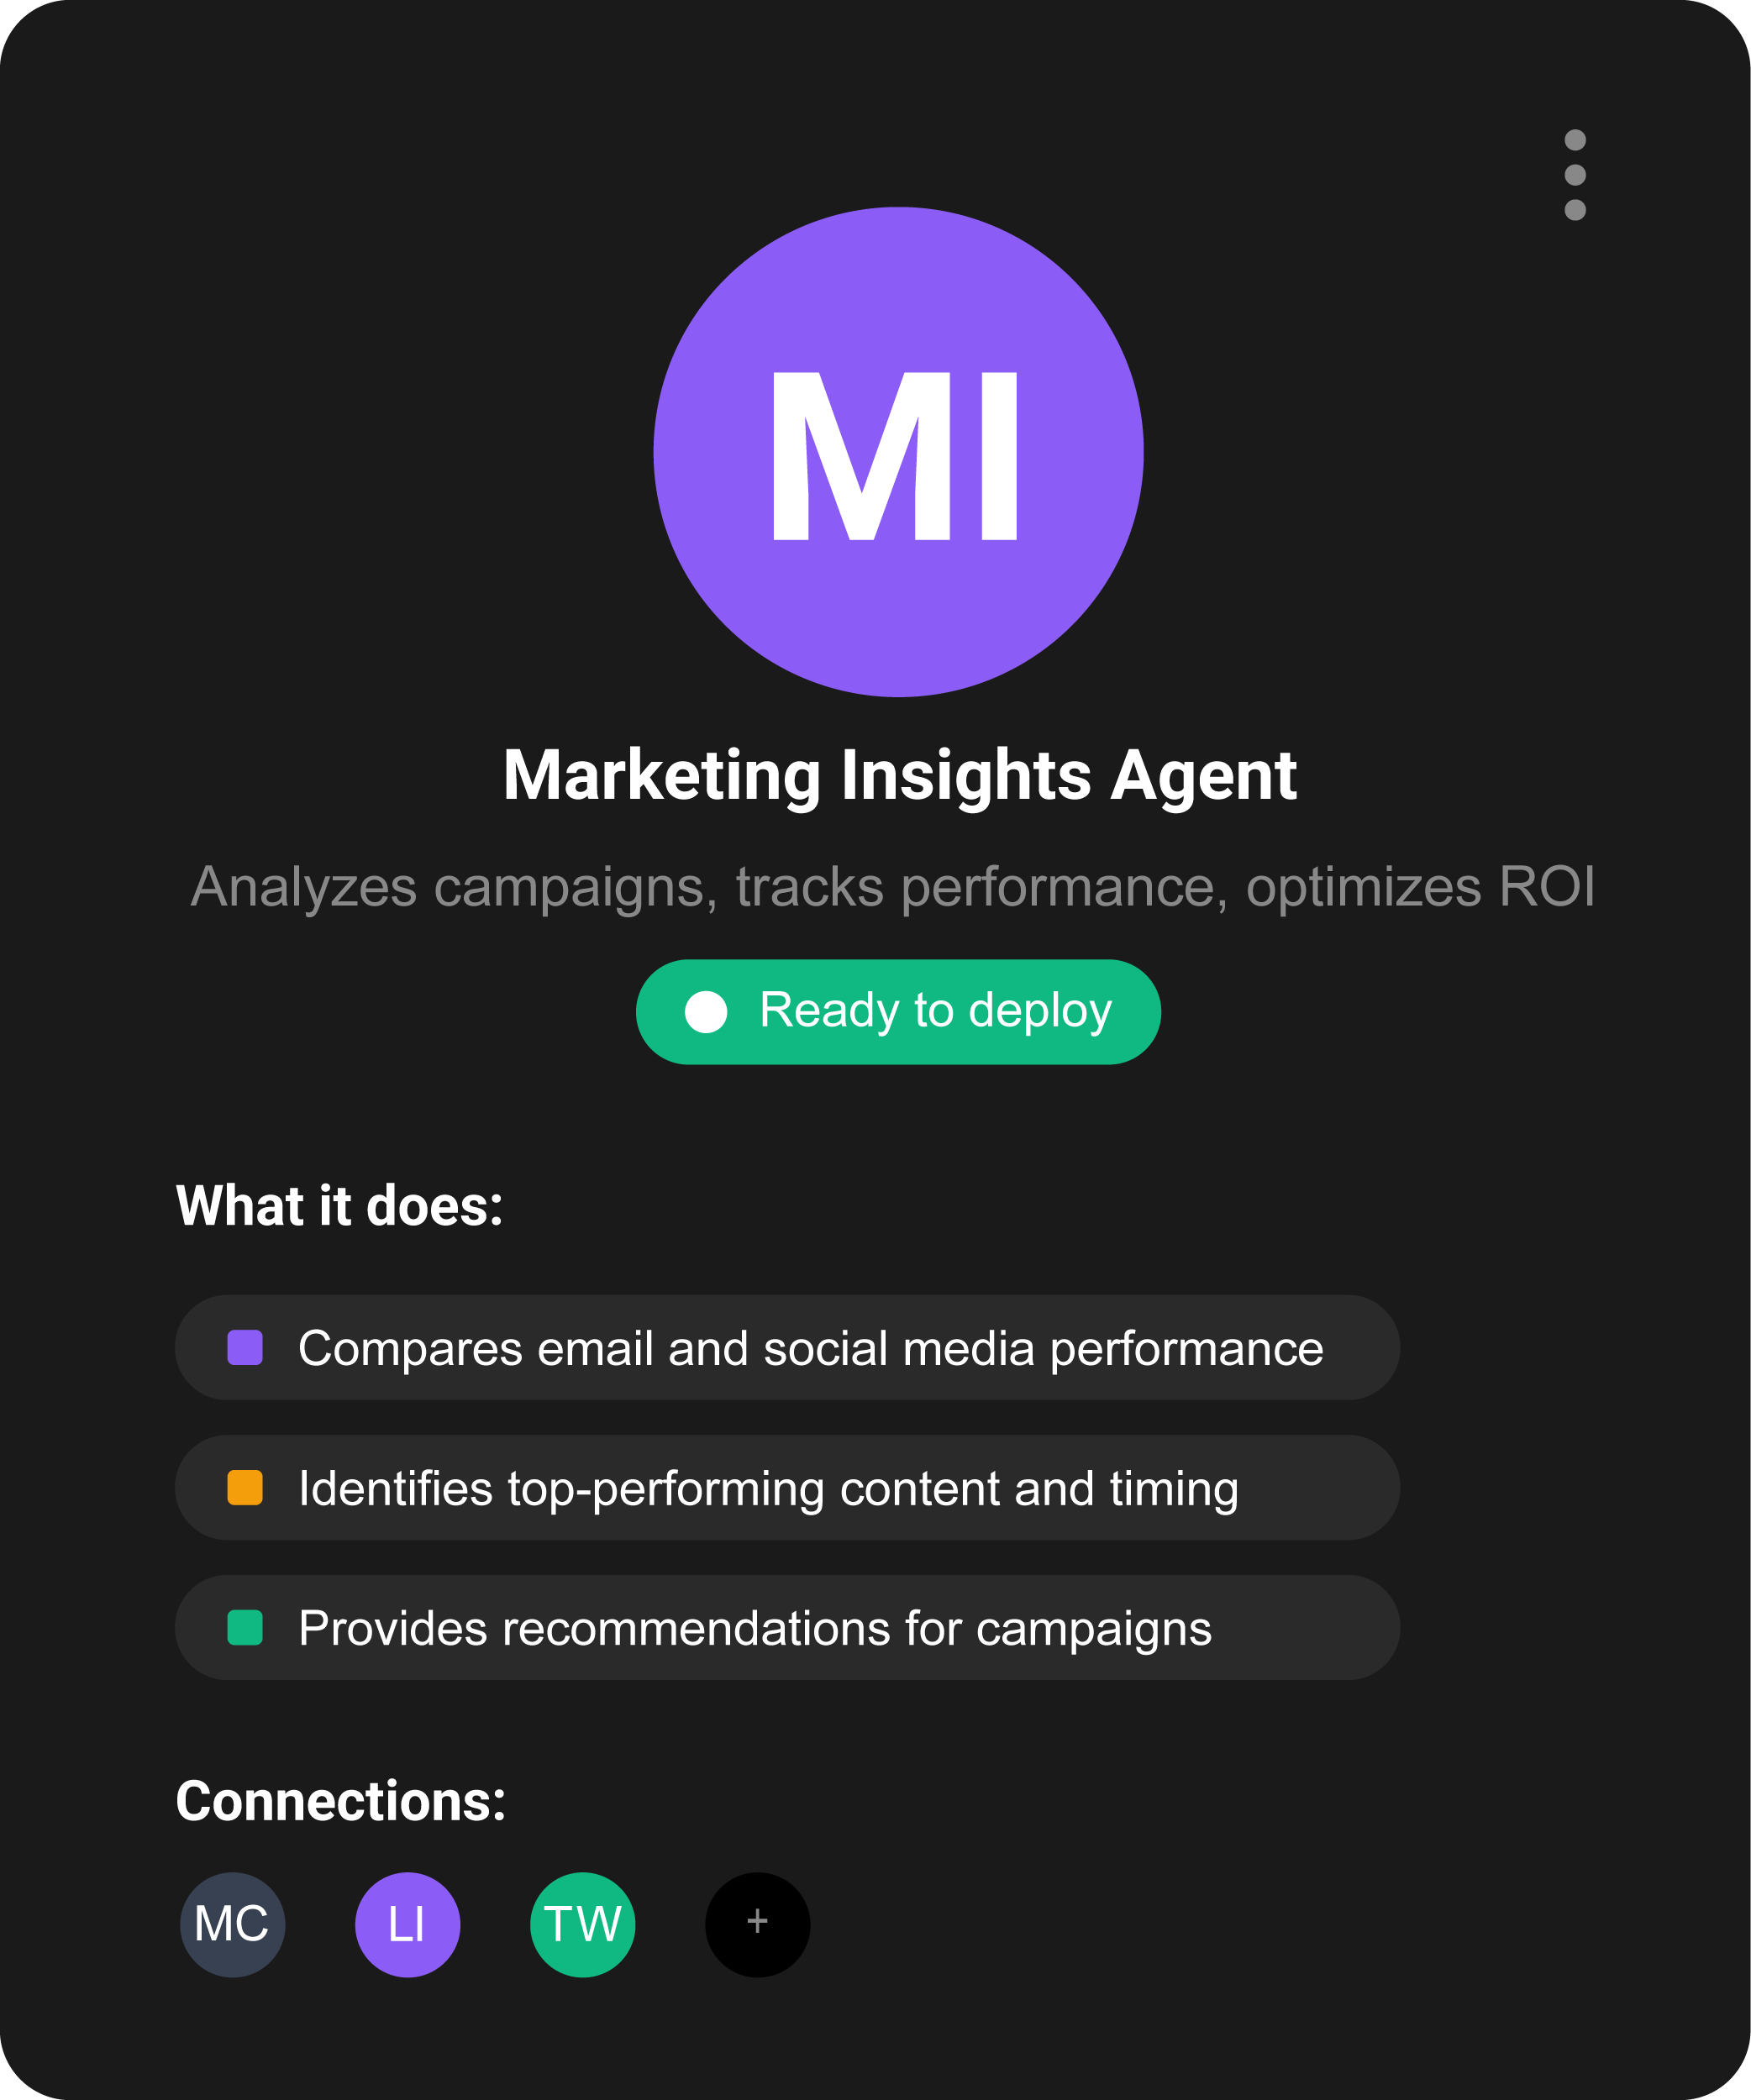 MI
Marketing Insights Agent
Analyzes campaigns, tracks performance, optimizes ROI
Ready to deploy
What it does:
Compares email and social media performance
Identifies top-performing content and timing
Provides recommendations for campaigns
Connections:
MC LI TW +